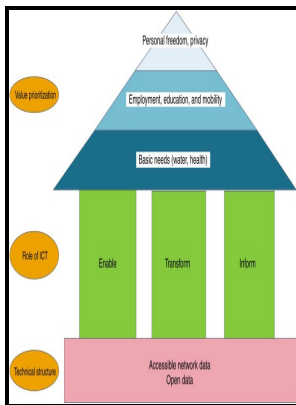 Personal freedom, privacy
Value prioritization
Employment, education, and mobility
Basic needs (water, health)
Role of ICT
Enable
Transform
Inform
Accessible network data
Technical structure
Open data